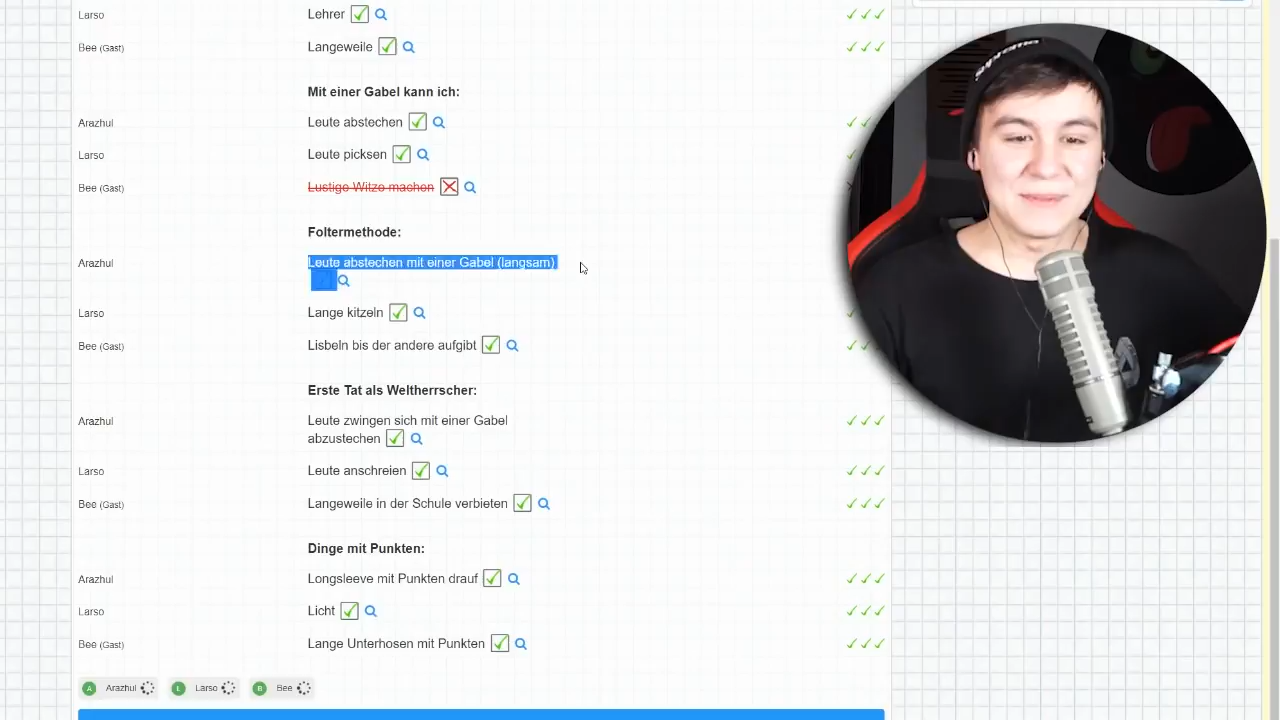 Larso Lehrer
Bee (Gast) Langeweile
Mit einer Gabel kann ich:
Arazhul Leute abstechen
Larso Leute picksen
Bee (Gast) Lustige Witze machen
Foltermethode:
Arazhul Leute abstechen mit einer Gabel (langsam)
Larso Lange kitzeln
Bee (Gast) Lisbeln bis der andere aufgibt
Erste Tat als Weltherrscher:
Arazhul Leute zwingen sich mit einer Gabel
abzustechen
Larso Leute anschreien
Bee (Gast) Langeweile in der Schule verbieten
Dinge mit Punkten:
Arazhul Longsleeve mit Punkten drauf
Larso Licht
Bee (Gast) Lange Unterhosen mit Punkten
A Arazhul L Larso B Bee
supreme